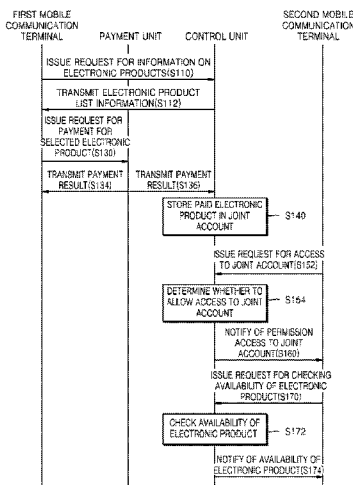 FIRST MOBILE
COMMUNICATION
TERMINAL
PAYMENT UNIT
CONTROL UNIT
SECOND MOBILE
COMMUNICATION
TERMINAL
ISSUE REQUEST FOR INFORMATION ON
ELECTRONIC PRODUCTS(S110)
TRANSMIT ELECTRONIC PRODUCT
LIST INFORMATION(S112)
ISSUE REQUEST FOR
PAYMENT FOR
SELECTED ELECTRONIC
PRODUCT(S130)
TRANSMIT PAYMENT
RESULT(S134)
TRANSMIT PAYMENT
RESULT(S136)
STORE PAID ELECTRONIC
PRODUCT IN JOINT
ACCOUNT
S140
ISSUE REQUEST FOR ACCESS
TO JOINT ACCOUNT(S152)
DETERMINE WHETHER TO
ALLOW ACCESS TO JOINT
ACCOUNT
S154
NOTIFY OF PERMISSION
ACCESS TO JOINT
ACCOUNT(S160)
ISSUE REQUEST FOR CHECKING
AVAILABILITY OF ELECTRONIC
PRODUCT(S170)
CHECK AVAILABILITY OF
ELECTRONIC PRODUCT
S172
NOTIFY OF AVAILABILITY OF
ELECTRONIC PRODUCT(S174)